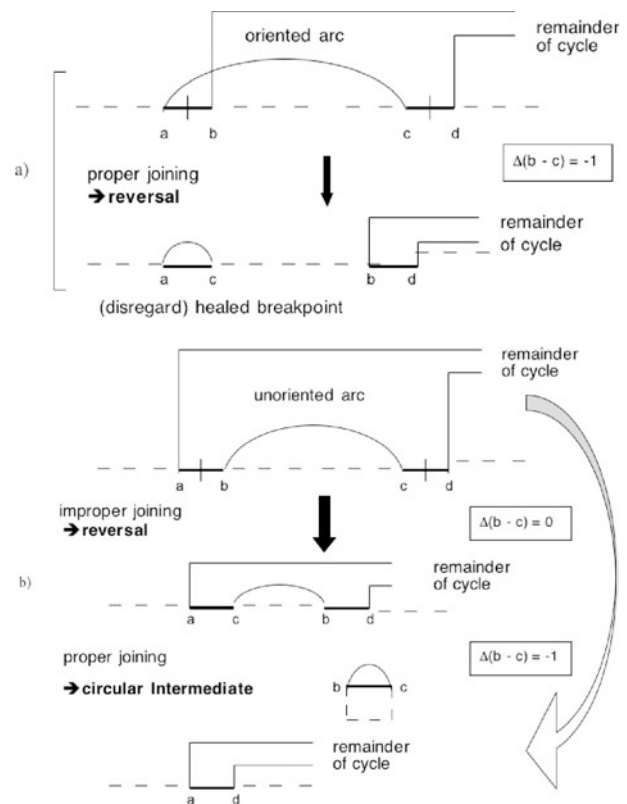 oriented arc
remainder
of cycle
a b c d
a)
Δ(b - c) = -1
proper joining
➔ reversal
remainder
of cycle
a c b d
(disregard) healed breakpoint
remainder
of cycle
unoriented arc
a b c d
improper joining
➔ reversal
Δ(b - c) = 0
remainder
of cycle
b)
a c b d
proper joining
Δ(b - c) = -1
➔ circular Intermediate
b c
remainder
of cycle
a d